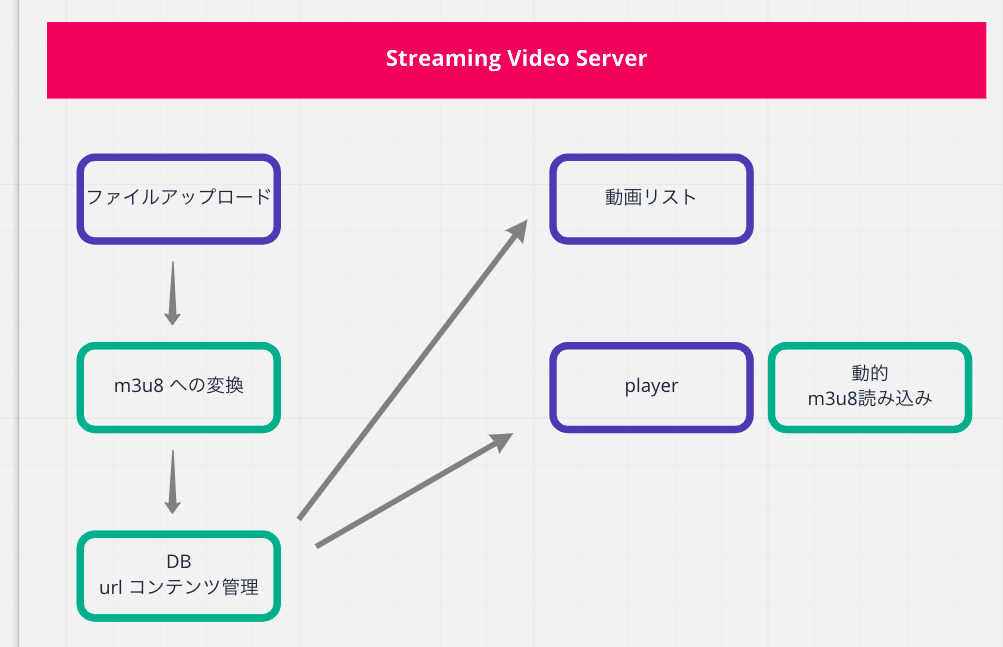 Streaming Video Server
ファイルアップロード
動画リスト
m3u8 への変換
player
動的
m3u8読み込み
DB
url コンテンツ管理